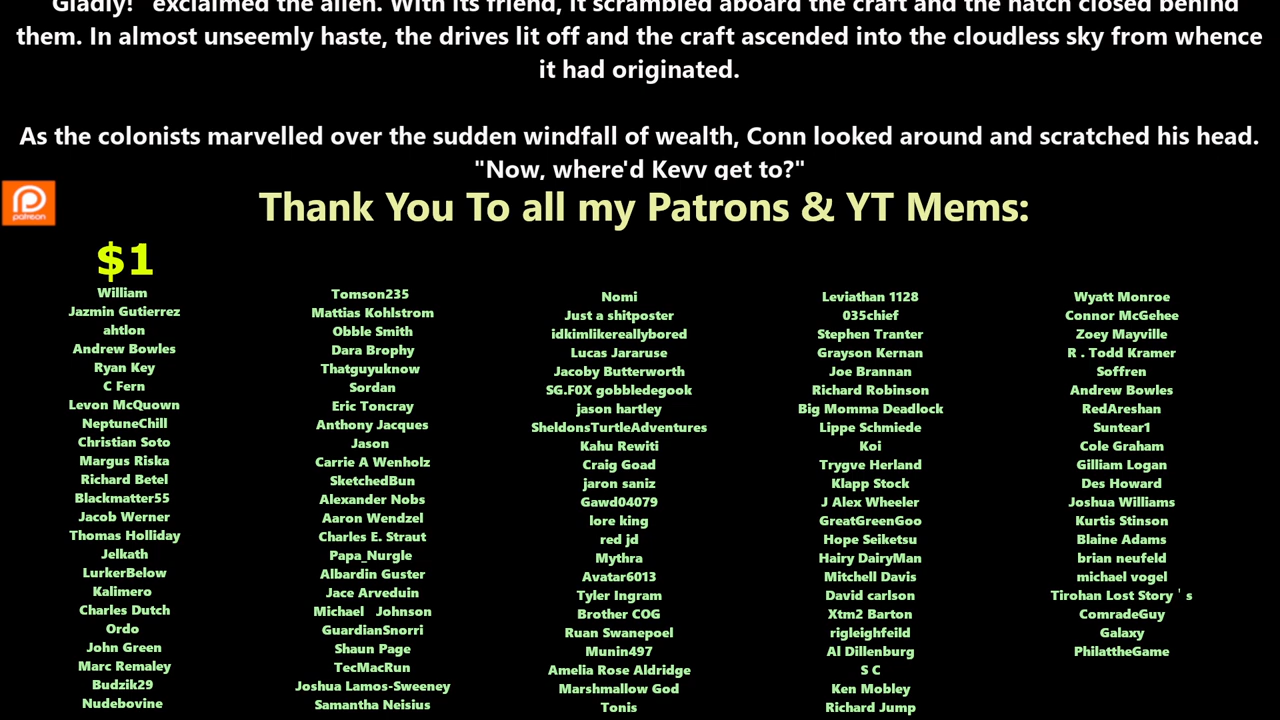 Gladly!" exclaimed the alien. With its friend, it scrambled aboard the craft and the hatch closed behind
them. In almost unseemly haste, the drives lit off and the craft ascended into the cloudless sky from whence
it had originated.
As the colonists marvelled over the sudden windfall of wealth, Conn looked around and scratched his head.
"Now, where'd Kevv get to?"
patreon
Thank You To all my Patrons & YT Mems:
$1
William
Jazmin Gutierrez
ahtlon
Andrew Bowles
Ryan Key
C Fern
Levon McQuown
NeptuneChill
Christian Soto
Margus Riska
Richard Betel
Blackmatter55
Jacob Werner
Thomas Holliday
Jelkath
LurkerBelow
Kalimero
Charles Dutch
Ordo
John Green
Marc Remaley
Budzik29
Nudebovine
Tomson235
Mattias Kohlstrom
Obble Smith
Dara Brophy
Thatguyuknow
Sordan
Eric Toncray
Anthony Jacques
Jason
Carrie A Wenholz
SketchedBun
Alexander Nobs
Aaron Wendzel
Charles E. Straut
Papa_Nurgle
Albardin Guster
Jace Arveduin
Michael Johnson
GuardianSnorri
Shaun Page
TecMacRun
Joshua Lamos-Sweeney
Samantha Neisius
Nomi
Just a shitposter
idkimlikereallybored
Lucas Jararuse
Jacoby Butterworth
SG.F0X gobbledegook
jason hartley
SheldonsTurtleAdventures
Kahu Rewiti
Craig Goad
jaron saniz
Gawd04079
lore king
red jd
Mythra
Avatar6013
Tyler Ingram
Brother COG
Ruan Swanepoel
Munin497
Amelia Rose Aldridge
Marshmallow God
Tonis
Leviathan 1128
035chief
Stephen Tranter
Grayson Kernan
Joe Brannan
Richard Robinson
Big Momma Deadlock
Lippe Schmiede
Koi
Trygve Herland
Klapp Stock
J Alex Wheeler
GreatGreenGoo
Hope Seiketsu
Hairy DairyMan
Mitchell Davis
David carlson
Xtm2 Barton
rigleighfeild
Al Dillenburg
S C
Ken Mobley
Richard Jump
Wyatt Monroe
Connor McGehee
Zoey Mayville
R . Todd Kramer
Soffren
Andrew Bowles
RedAreshan
Suntear1
Cole Graham
Gilliam Logan
Des Howard
Joshua Williams
Kurtis Stinson
Blaine Adams
brian neufeld
michael vogel
Tirohan Lost Story ' s
ComradeGuy
Galaxy
PhilattheGame